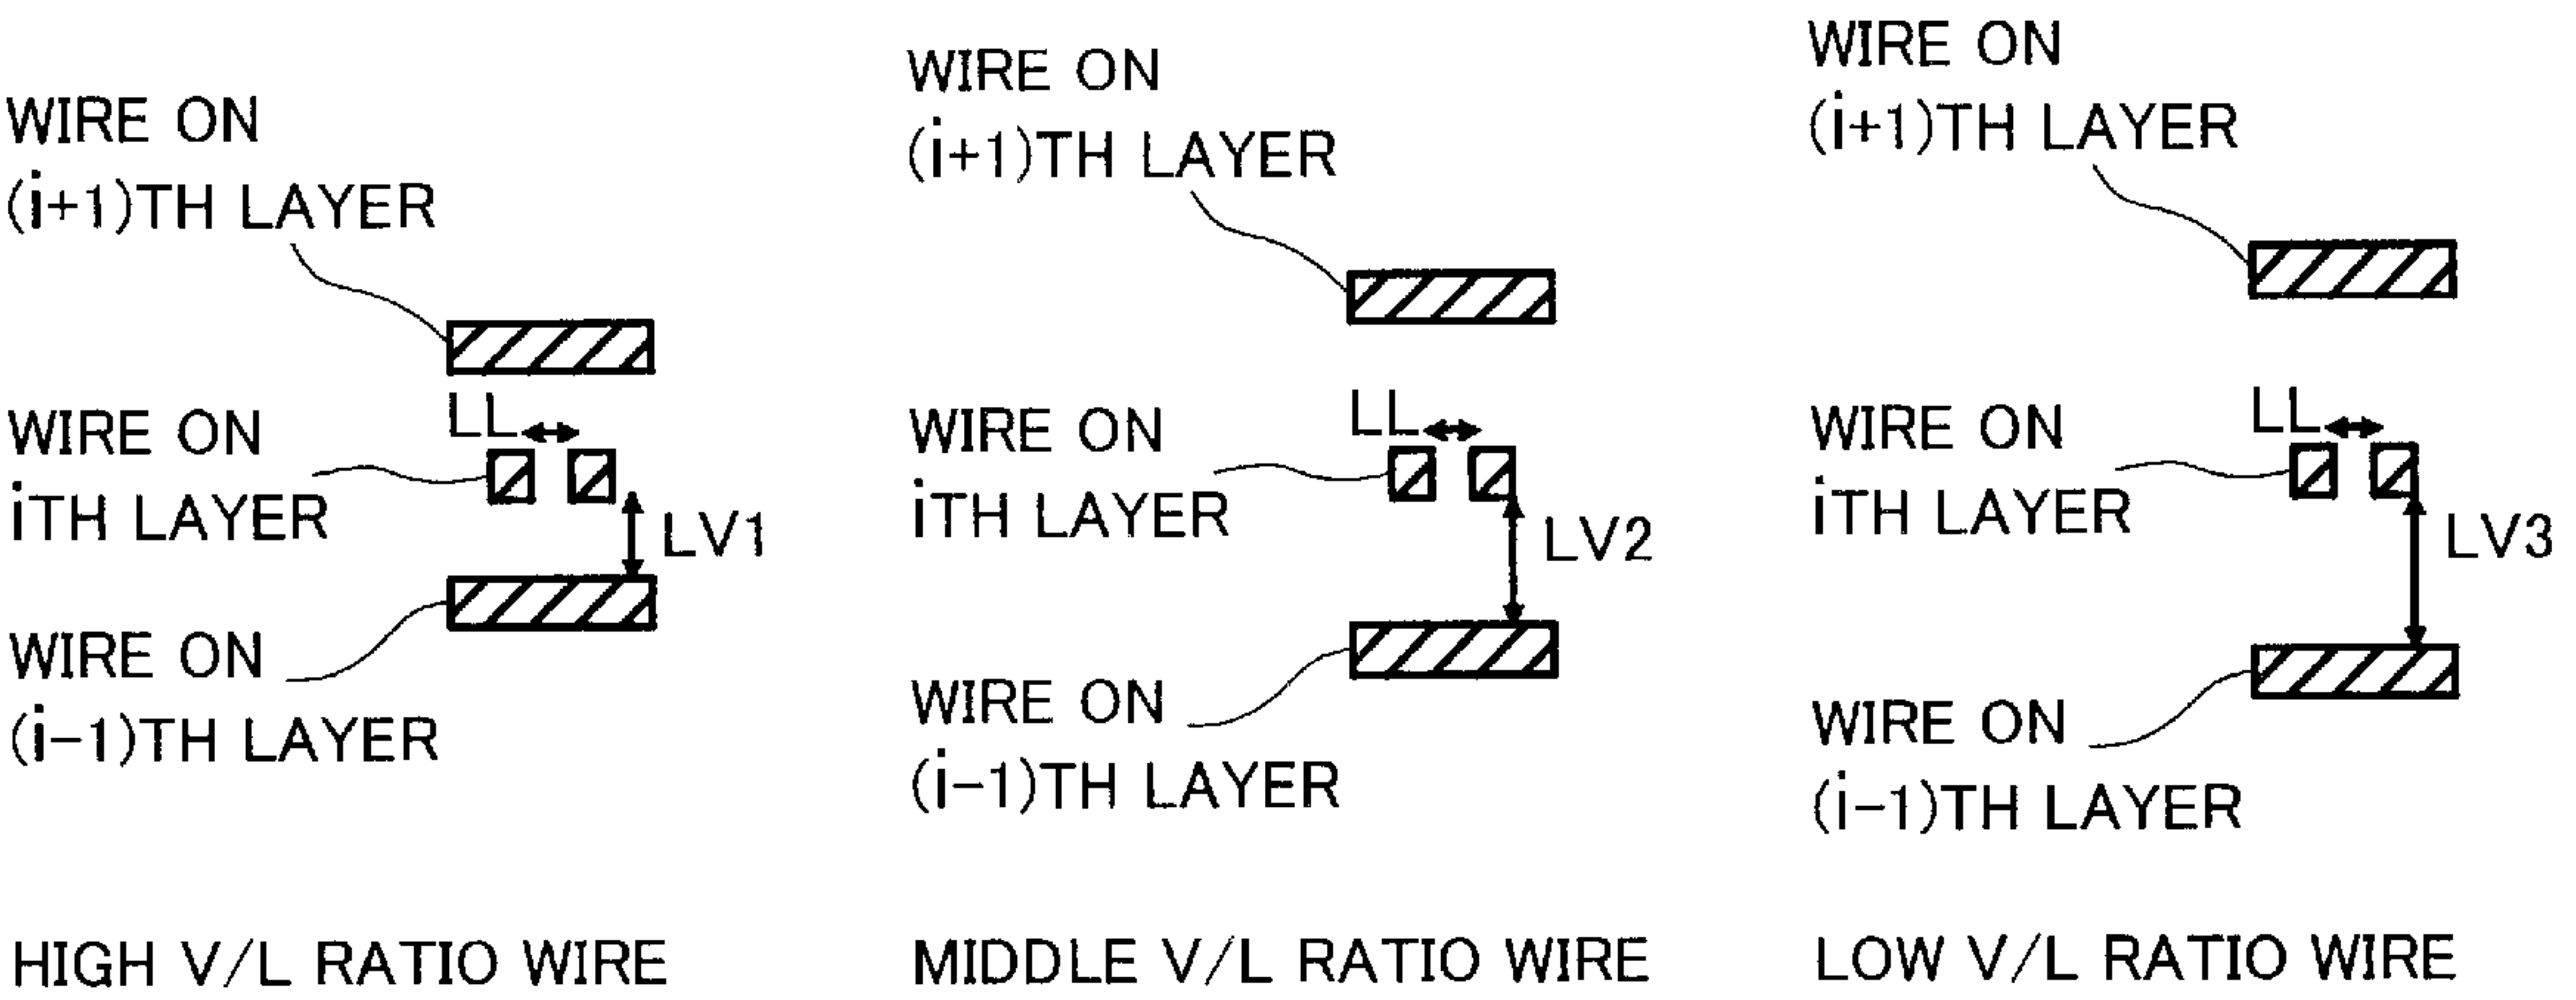 WIRE ON
(i+1)TH LAYER
LL
WIRE ON
iTH LAYER
LV1
WIRE ON
(i−1)TH LAYER
HIGH V/L RATIO WIRE
WIRE ON
(i+1)TH LAYER
LL
WIRE ON
iTH LAYER
LV2
WIRE ON
(i−1)TH LAYER
MIDDLE V/L RATIO WIRE
WIRE ON
(i+1)TH LAYER
LL
WIRE ON
iTH LAYER
LV3
WIRE ON
(i−1)TH LAYER
LOW V/L RATIO WIRE